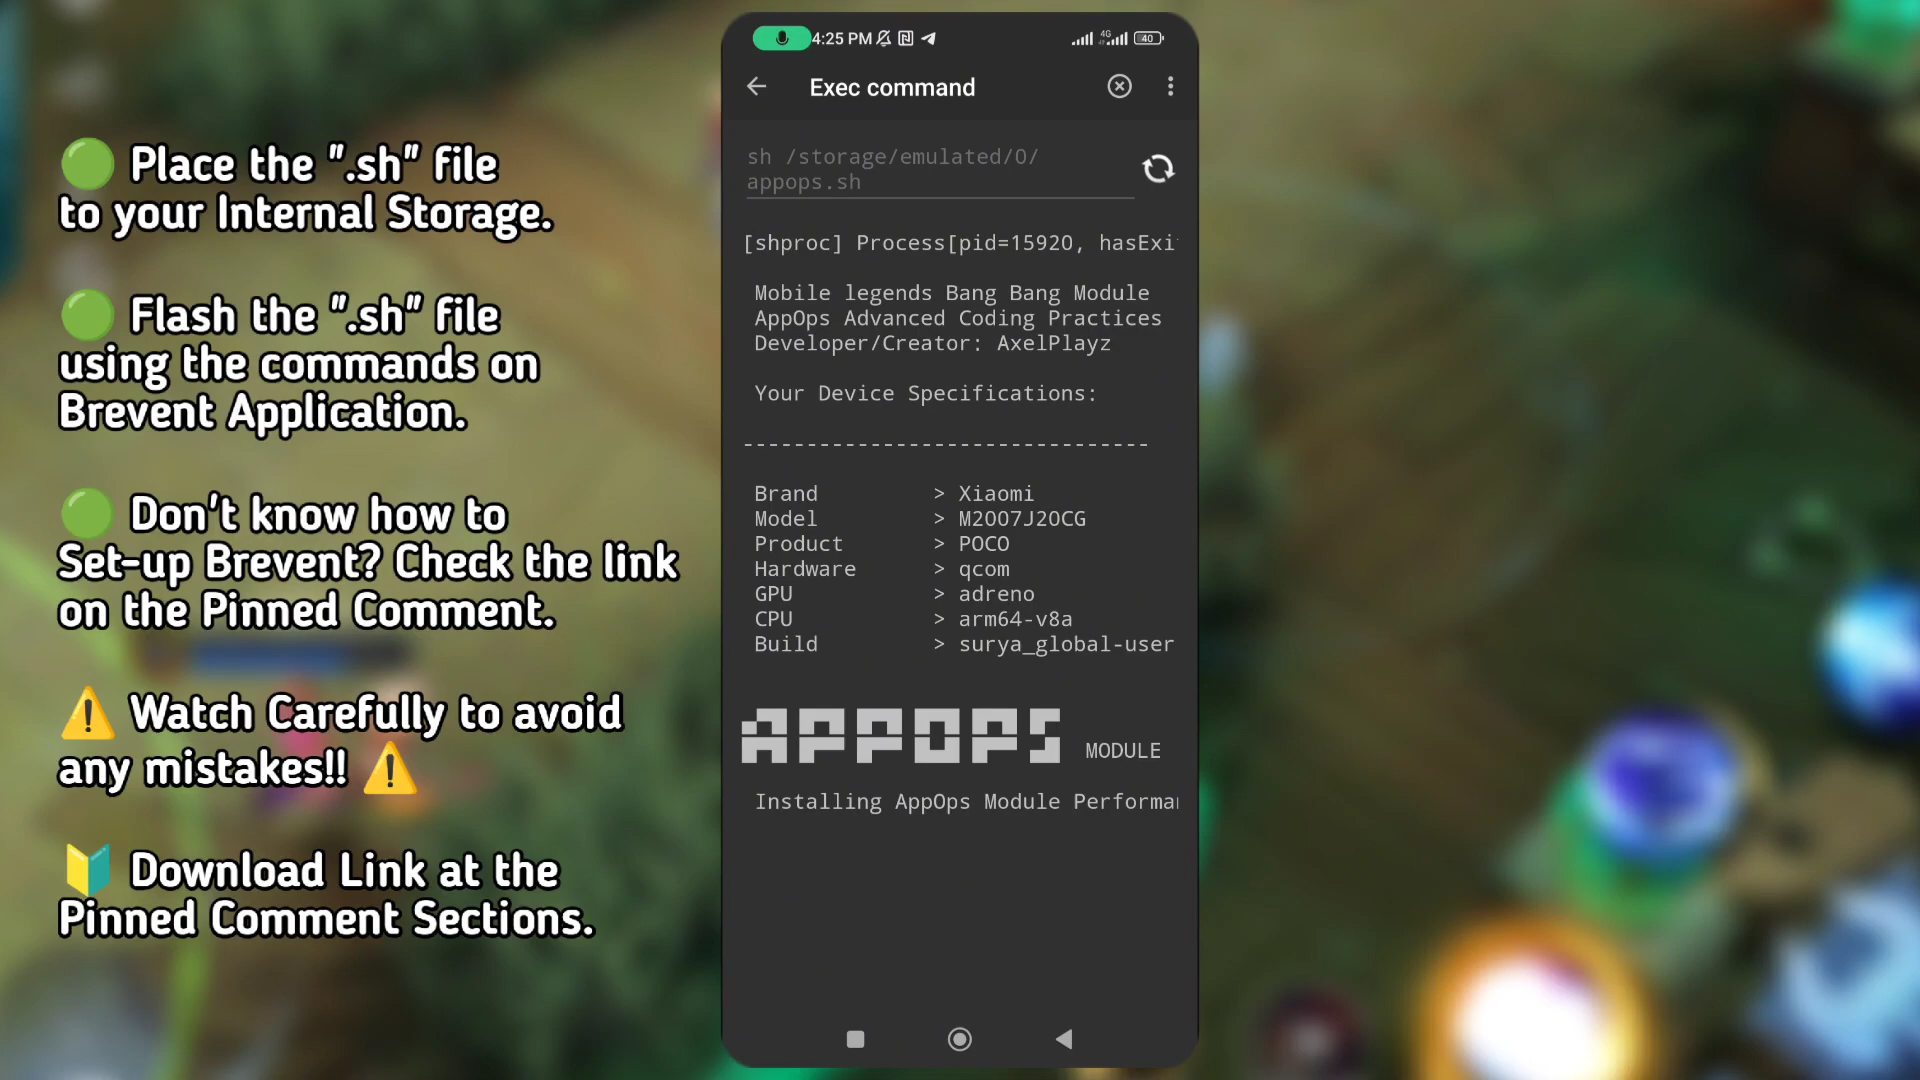 Place the ".sh" file
to your Internal Storage.
Flash the ".sh" file
using the commands on
Brevent Application.
Don't know how to
Set-up Brevent? Check the link
on the Pinned Comment.
Watch Carefully to avoid
any mistakes!!
Download Link at the
Pinned Comment Sections.
4:25 PM
4G
40
Exec command
sh /storage/emulated/0/
appops.sh
[shproc] Process[pid=15920, hasExi
Mobile legends Bang Bang Module
AppOps Advanced Coding Practices
Developer/Creator: AxelPlayz
Your Device Specifications:
--------------------------------
Brand > Xiaomi
Model > M2007J20CG
Product > POCO
Hardware > qcom
GPU > adreno
CPU > arm64-v8a
Build > surya_global-user
APPOPS MODULE
Installing AppOps Module Performa